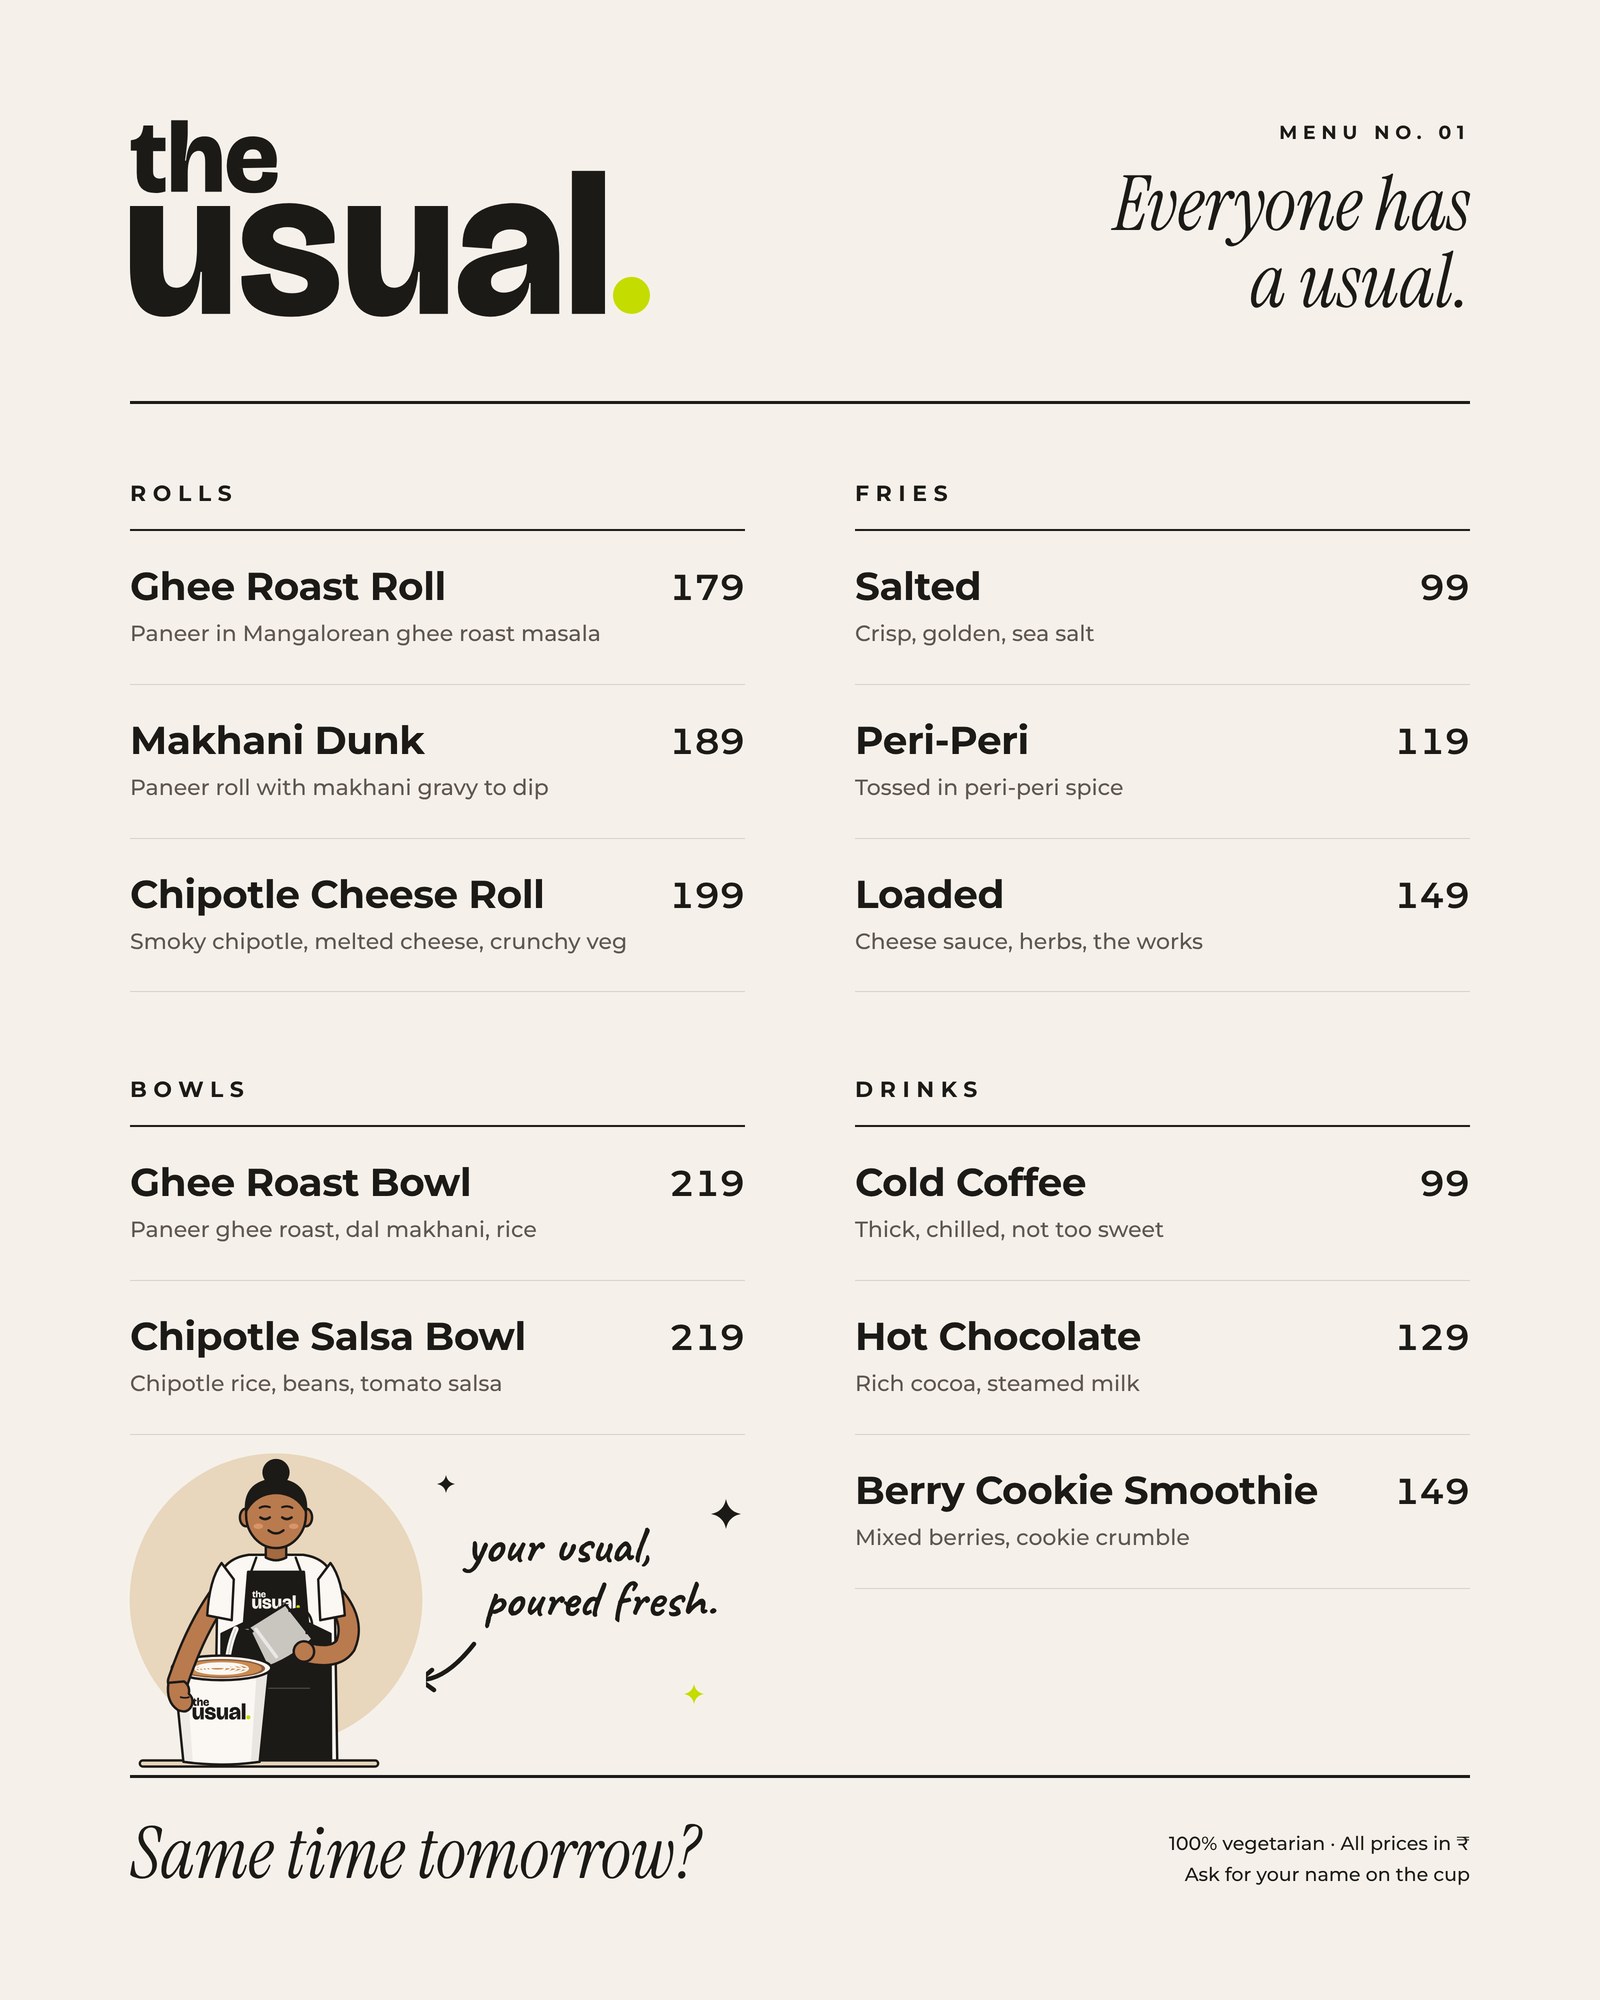 the
usual.
MENU NO. 01
Everyone has
a usual.
ROLLS
Ghee Roast Roll 179
Paneer in Mangalorean ghee roast masala
Makhani Dunk 189
Paneer roll with makhani gravy to dip
Chipotle Cheese Roll 199
Smoky chipotle, melted cheese, crunchy veg
FRIES
Salted 99
Crisp, golden, sea salt
Peri-Peri 119
Tossed in peri-peri spice
Loaded 149
Cheese sauce, herbs, the works
BOWLS
Ghee Roast Bowl 219
Paneer ghee roast, dal makhani, rice
Chipotle Salsa Bowl 219
Chipotle rice, beans, tomato salsa
DRINKS
Cold Coffee 99
Thick, chilled, not too sweet
Hot Chocolate 129
Rich cocoa, steamed milk
Berry Cookie Smoothie 149
Mixed berries, cookie crumble
the
usual.
the
usual.
your usual,
poured fresh.
Same time tomorrow?
100% vegetarian · All prices in ₹
Ask for your name on the cup